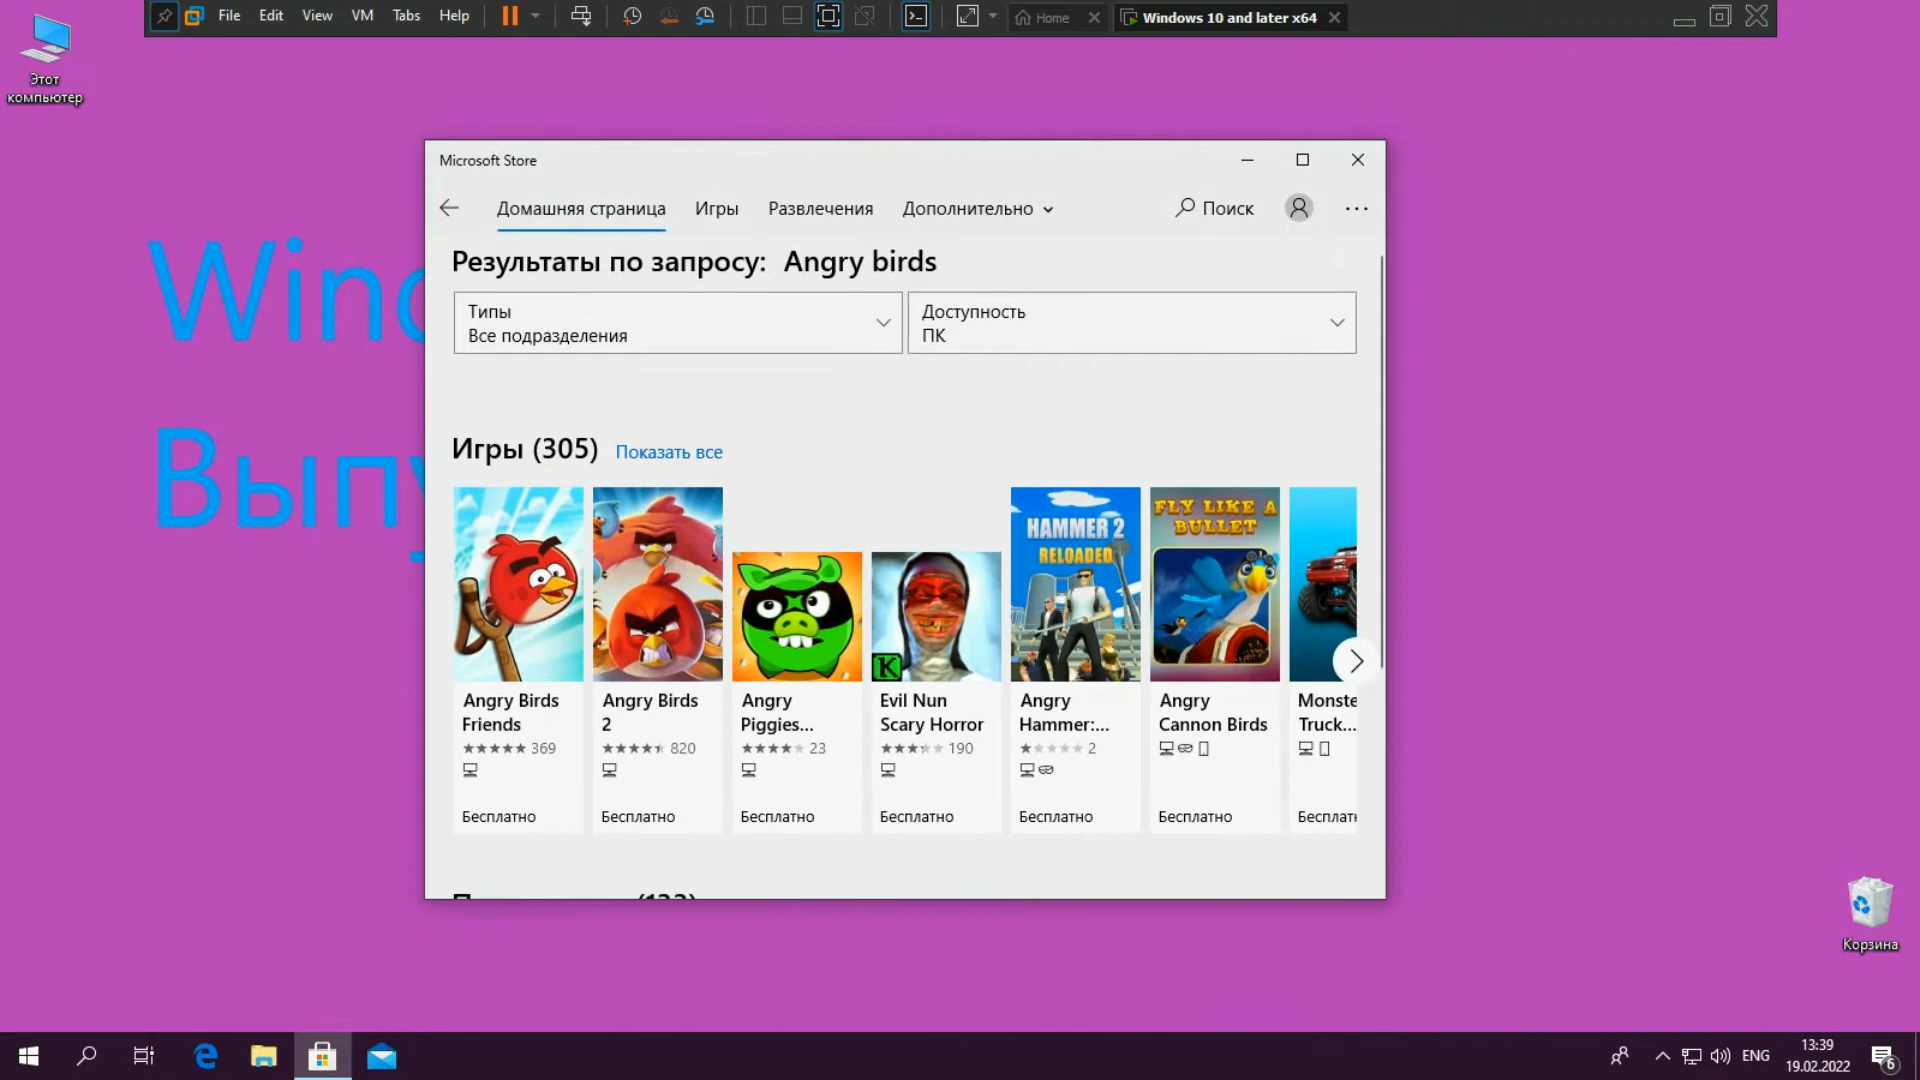 File Edit View VM Tabs Help Home Windows 10 and later x64
Этот
компьютер
Microsoft Store
Домашняя страница Игры Развлечения Дополнительно Поиск
Результаты по запросу: Angry birds
Типы
Все подразделения
Доступность
ПК
Игры (305) Показать все
HAMMER 2
RELOADED
FLY LIKE A
BULLET
K
Angry Birds
Friends
369
Бесплатно
Angry Birds
2
820
Бесплатно
Angry
Piggies...
23
Бесплатно
Evil Nun
Scary Horror
190
Бесплатно
Angry
Hammer:...
2
Бесплатно
Angry
Cannon Birds
Бесплатно
Monste
Truck...
Бесплатн
Wind
Выпу
Корзина
ENG
13:39
19.02.2022
6